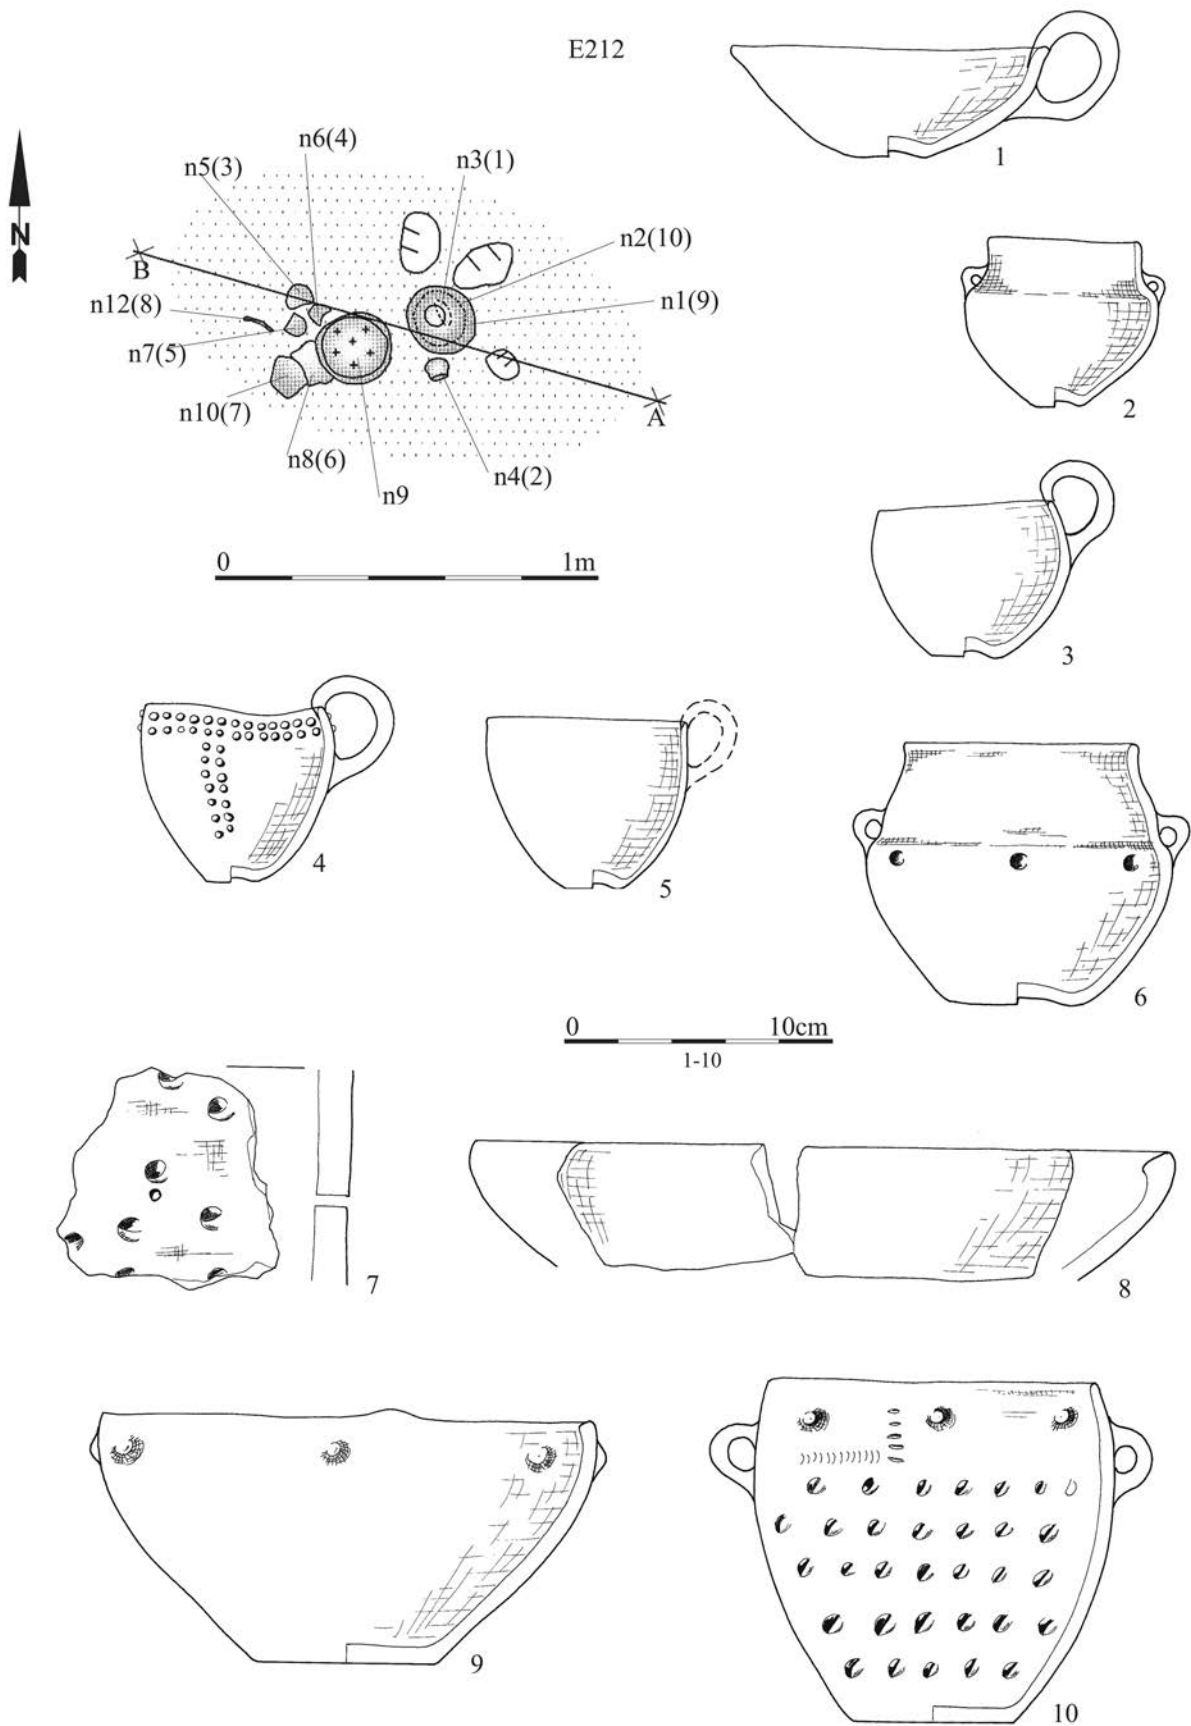 E212
1
n6(4)
n5(3)
n3(1)
N
n2(10)
B
n12(8)
n1(9)
n7(5)
2
n10(7)
A
n8(6)
n4(2)
n9
0 1m
3
4
5
6
0 10cm
1-10
7
8
9
10